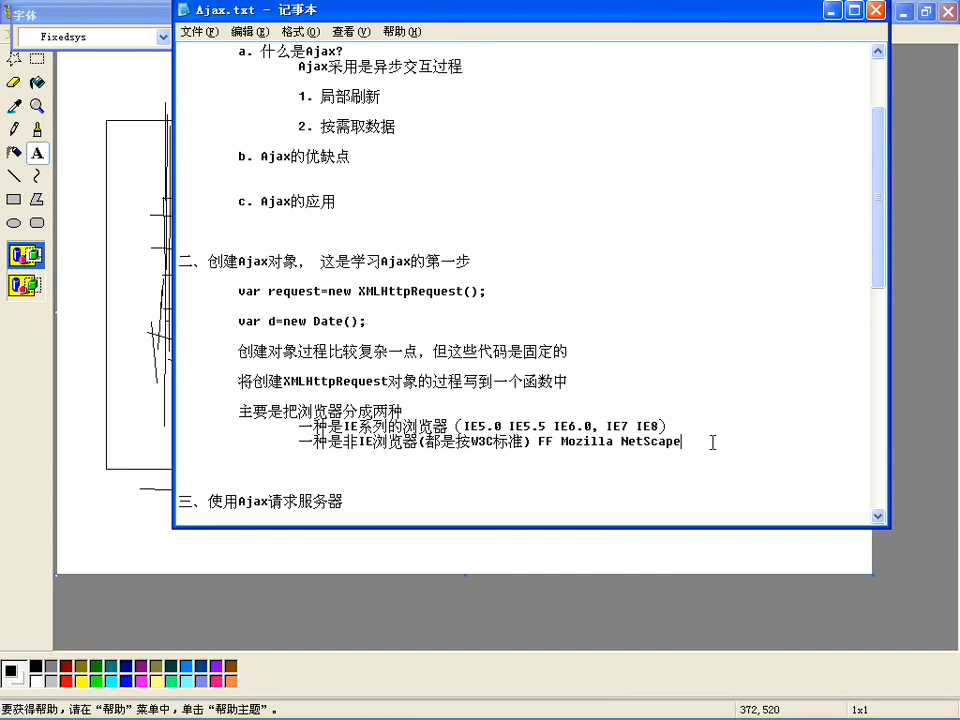 字体
Fixedsys
Ajax.txt - 记事本
文件(F) 编辑(E) 格式(O) 查看(V) 帮助(H)
a. 什么是Ajax?
Ajax采用是异步交互过程
1. 局部刷新
2. 按需取数据
b. Ajax的优缺点
c. Ajax的应用
二、创建Ajax对象, 这是学习Ajax的第一步
var request=new XMLHttpRequest();
var d=new Date();
创建对象过程比较复杂一点，但这些代码是固定的
将创建XMLHttpRequest对象的过程写到一个函数中
主要是把浏览器分成两种
一种是IE系列的浏览器（IE5.0 IE5.5 IE6.0, IE7 IE8）
一种是非IE浏览器(都是按W3C标准) FF Mozilla NetScape
三、使用Ajax请求服务器
要获得帮助，请在“帮助”菜单中，单击“帮助主题”。
372,520
1x1